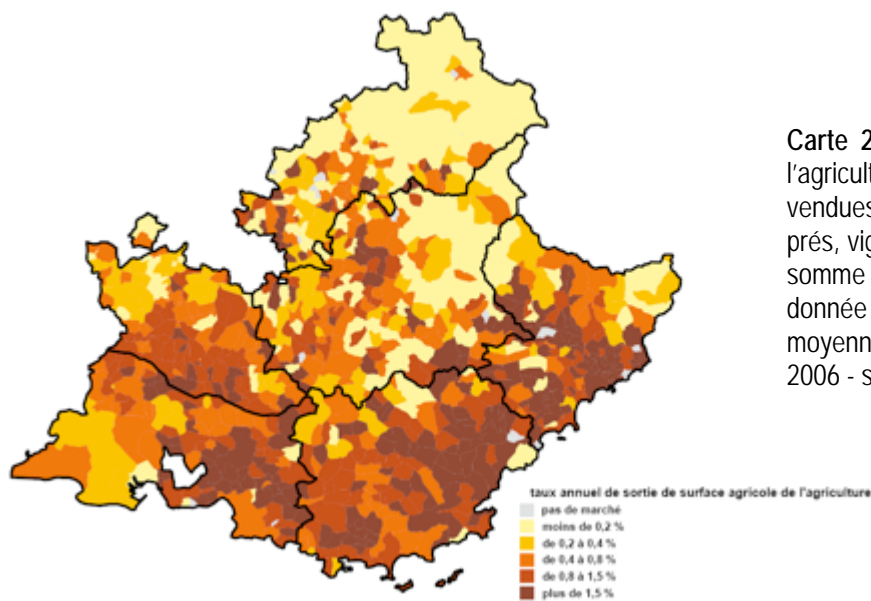 Carte 2
l'agricult
vendues
prés, vig
somme
donnée
moyenn
2006 - s
taux annuel de sortie de surface agricole de l'agriculture
pas de marché
moins de 0,2 %
de 0,2 à 0,4 %
de 0,4 à 0,8 %
de 0,8 à 1,5 %
plus de 1,5 %